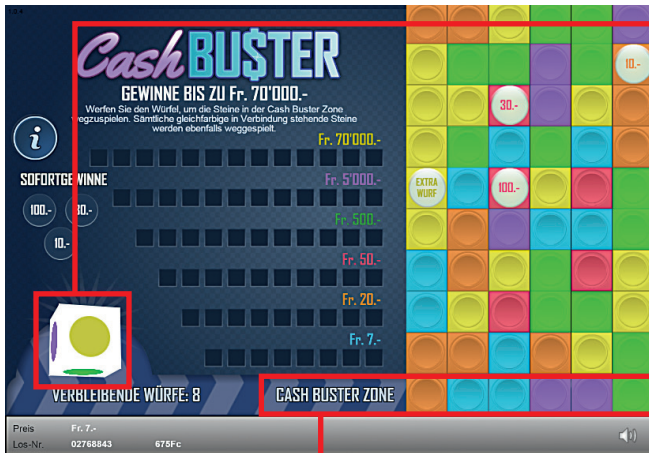 Cash BU$TER
GEWINNE BIS ZU Fr. 70'000.-
Werfen Sie den Würfel, um die Steine in der Cash Buster Zone
wegzuspielen. Sämtliche gleichfarbige in Verbindung stehende Steine
werden ebenfalls weggespielt.
i
SOFORTGEWINNE
100.- 30.-
10.-
Fr. 70'000.-
Fr. 5'000.-
Fr. 500.-
Fr. 50.-
Fr. 20.-
Fr. 7.-
10.-
30.-
EXTRA
WURF
100.-
VERBLEIBENDE WÜRFE: 8
CASH BUSTER ZONE
Preis Fr. 7.-
Los-Nr. 02768843 675Fc